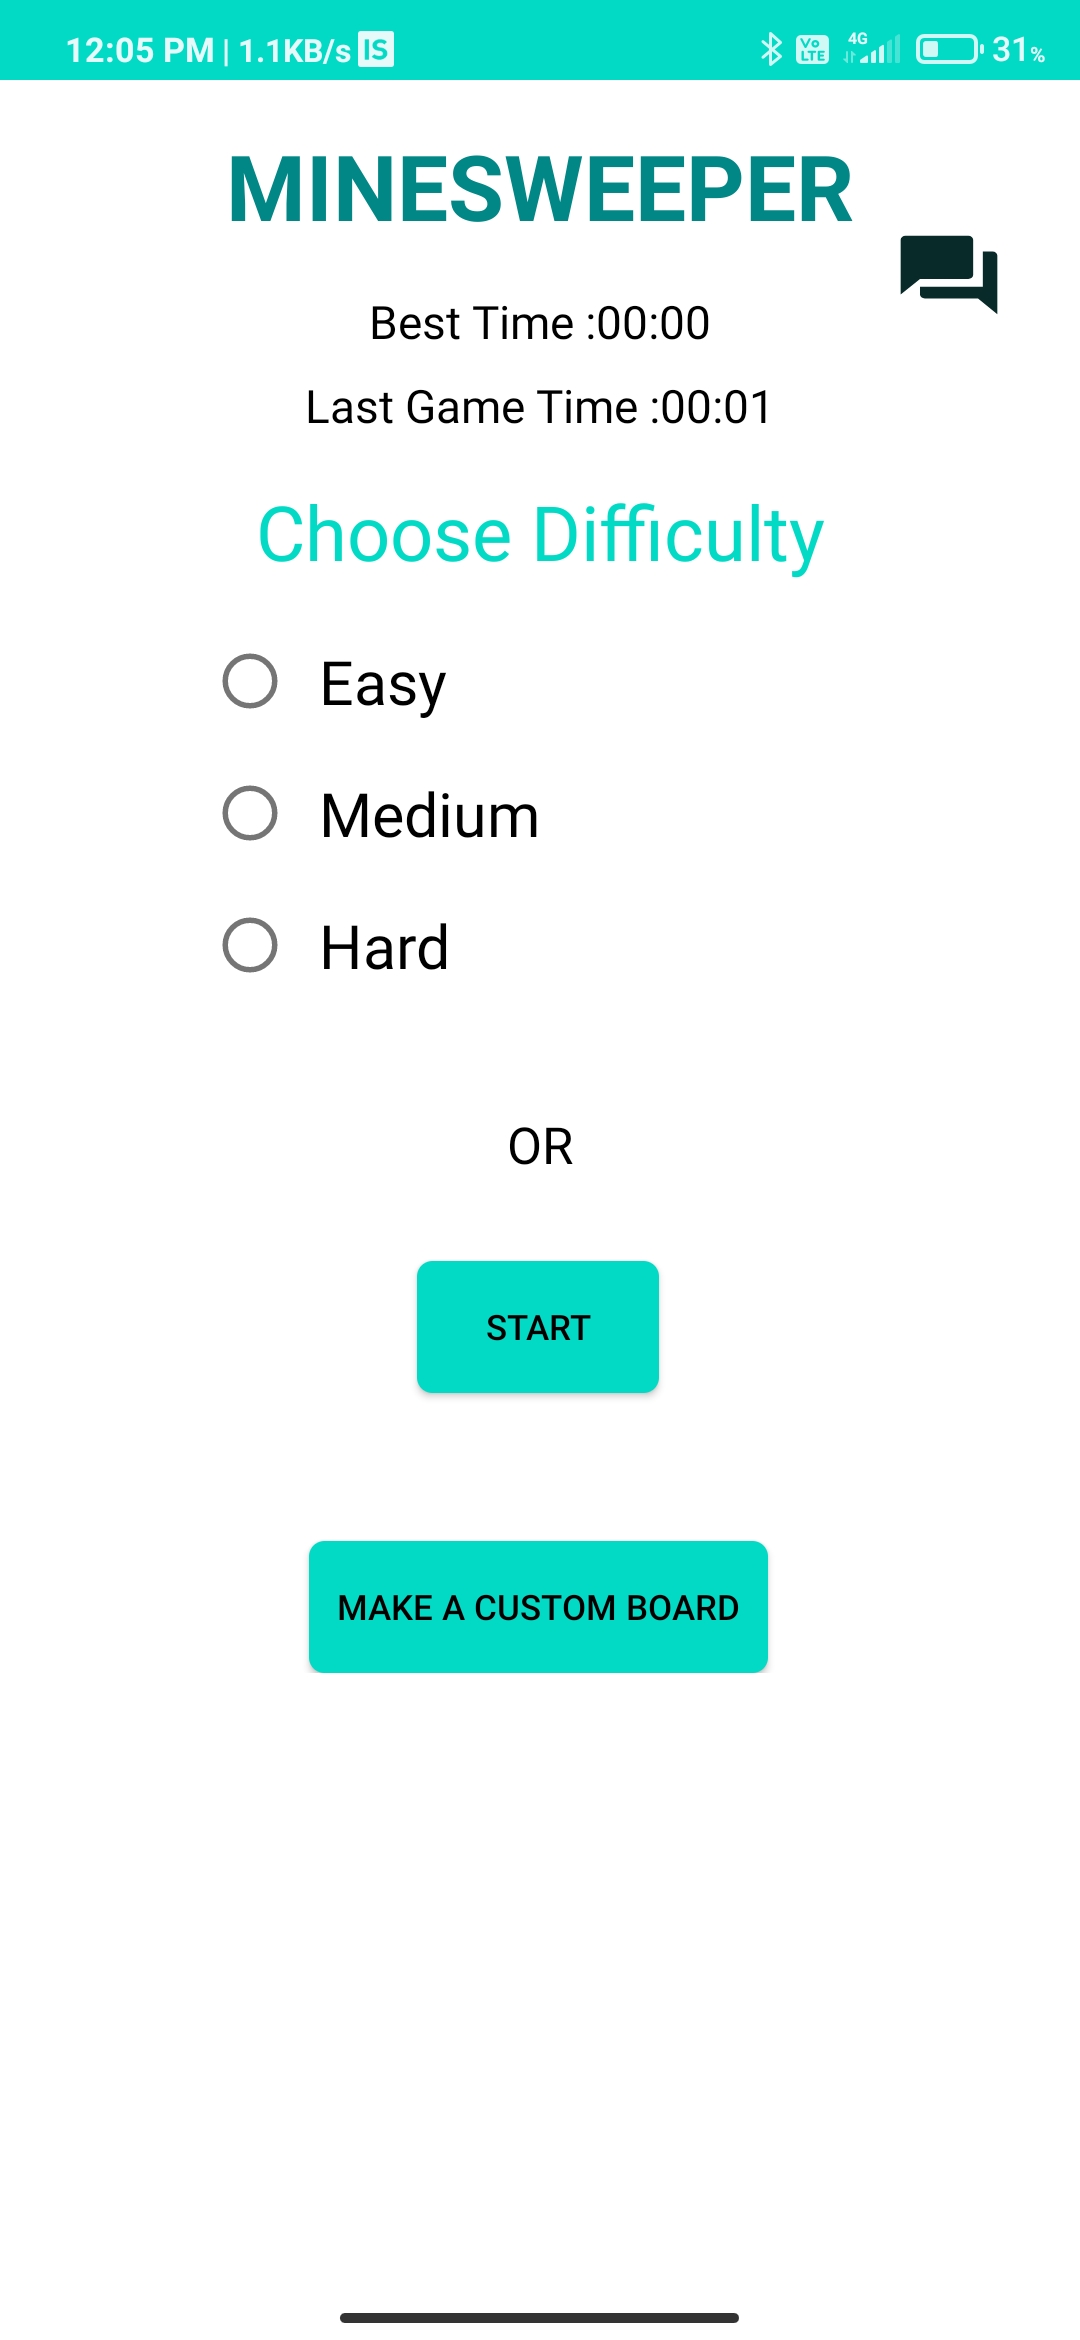 12:05 PM | 1.1KB/s IS Vo LTE 4G 31%
MINESWEEPER
Best Time :00:00
Last Game Time :00:01
Choose Difficulty
Easy
Medium
Hard
OR
START
MAKE A CUSTOM BOARD